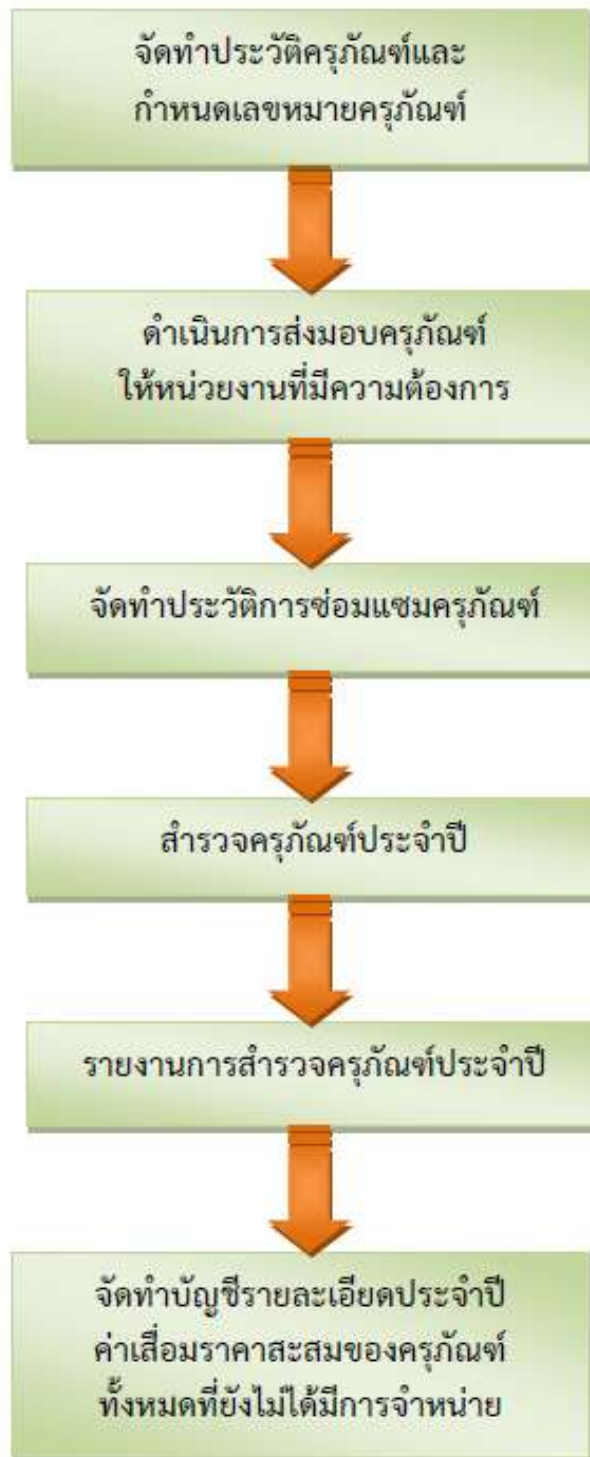 จัดทำประวัติครุภัณฑ์และ
กำหนดเลขหมายครุภัณฑ์
ดำเนินการส่งมอบครุภัณฑ์
ให้หน่วยงานที่มีความต้องการ
จัดทำประวัติการซ่อมแซมครุภัณฑ์
สำรวจครุภัณฑ์ประจำปี
รายงานการสำรวจครุภัณฑ์ประจำปี
จัดทำบัญชีรายละเอียดประจำปี
ค่าเสื่อมราคาสะสมของครุภัณฑ์
ทั้งหมดที่ยังไม่ได้มีการจำหน่าย